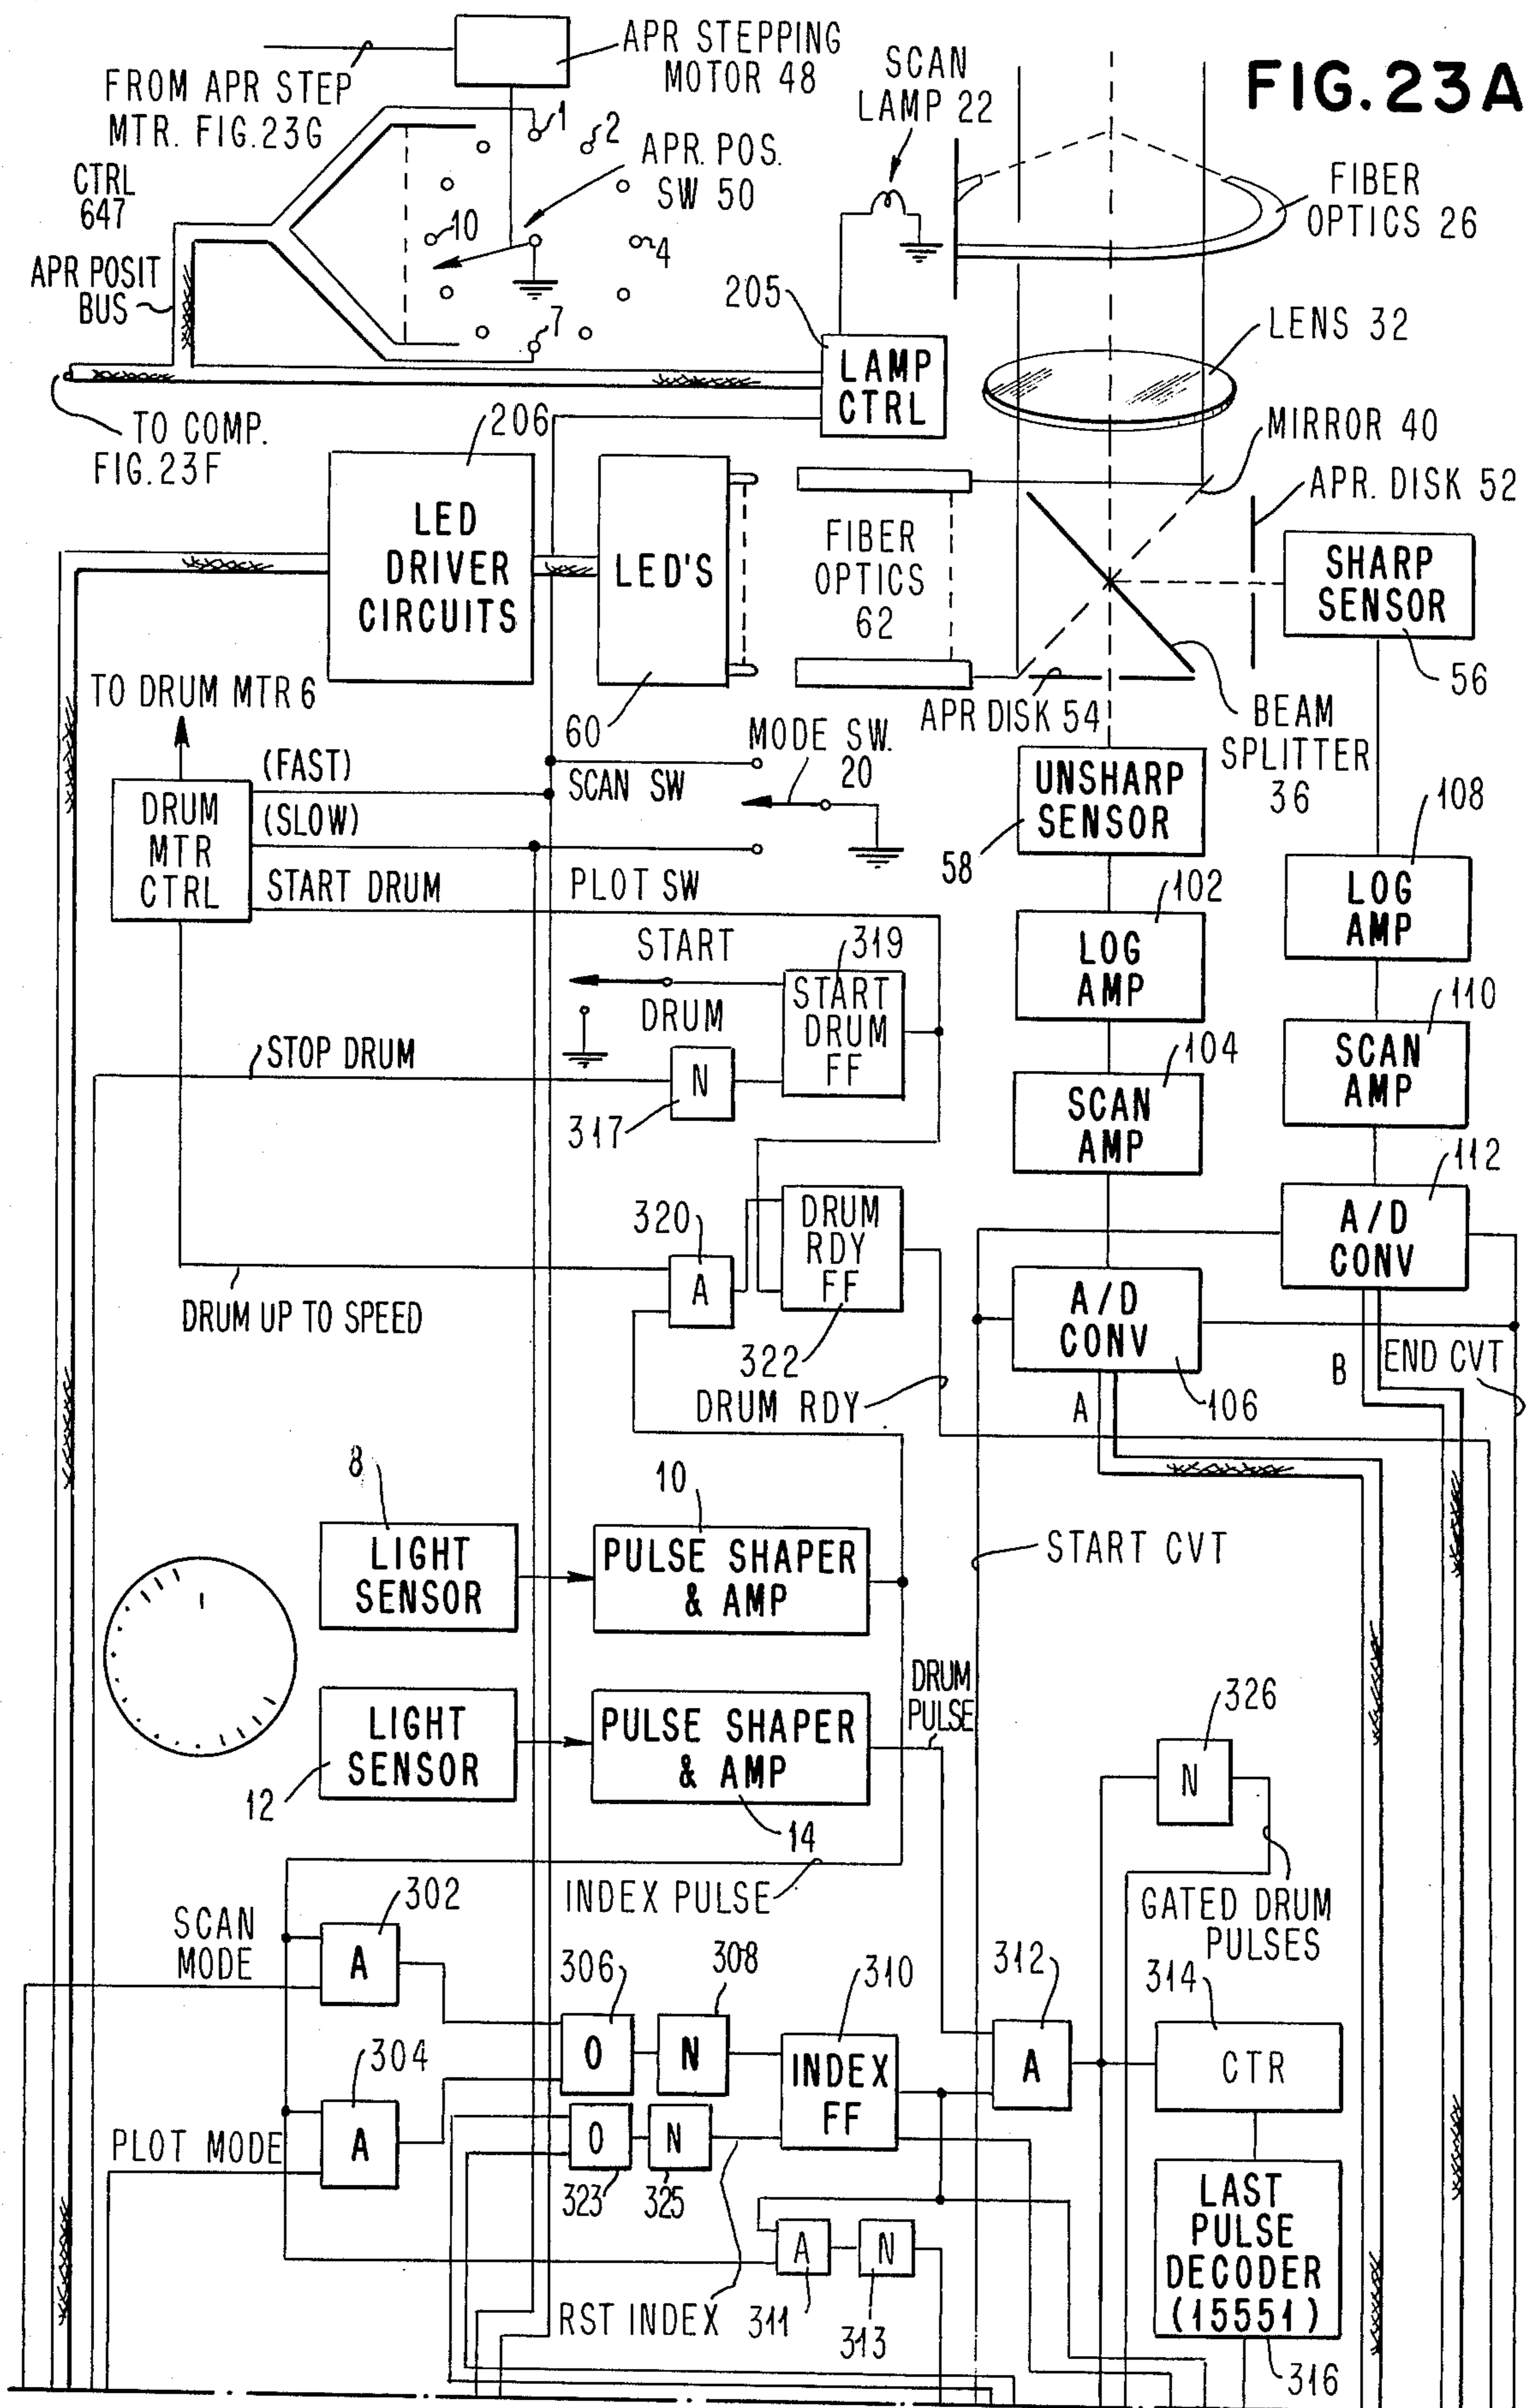 FIG.23A
APR STEPPING
MOTOR 48
FROM APR STEP
MTR. FIG.23G
SCAN
LAMP 22
1
2
APR. POS.
SW 50
CTRL
647
10
4
7
APR POSIT
BUS
FIBER
OPTICS 26
205
LAMP
CTRL
LENS 32
TO COMP.
FIG.23F
206
MIRROR 40
APR. DISK 52
LED
DRIVER
CIRCUITS
LED'S
FIBER
OPTICS
62
SHARP
SENSOR
56
60
APR DISK 54
BEAM
SPLITTER
36
TO DRUM MTR 6
(FAST)
(SLOW)
START DRUM
DRUM
MTR
CTRL
SCAN SW
MODE SW.
20
PLOT SW
UNSHARP
SENSOR
58
108
LOG
AMP
102
LOG
AMP
START
DRUM
319
START
DRUM
FF
110
SCAN
AMP
STOP DRUM
N
317
104
SCAN
AMP
112
A/D
CONV
320
A
DRUM
RDY
FF
322
DRUM UP TO SPEED
DRUM RDY
A/D
CONV
106
A
B
END CVT
8
LIGHT
SENSOR
10
PULSE SHAPER
& AMP
START CVT
LIGHT
SENSOR
12
PULSE SHAPER
& AMP
14
DRUM
PULSE
326
N
INDEX PULSE
GATED DRUM
PULSES
SCAN
MODE
302
A
306
O
308
N
310
INDEX
FF
312
A
314
CTR
304
A
PLOT MODE
O
323
N
325
A
311
N
313
RST INDEX
LAST
PULSE
DECODER
(15551)
316